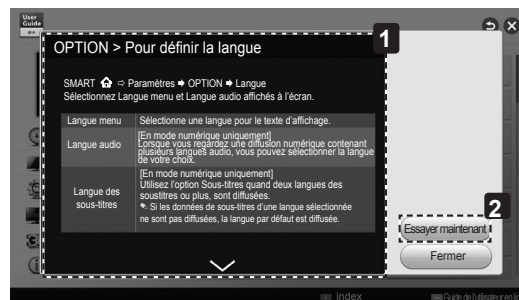 User
Guide
1
OPTION > Pour définir la langue
SMART ⇨ Paramètres ➡ OPTION ➡ Langue
Sélectionnez Langue menu et Langue audio affichés à l'écran.
Langue menu Sélectionne une langue pour le texte d'affichage.
Langue audio
[En mode numérique uniquement]
Lorsque vous regardez une diffusion numérique contenant
plusieurs langues audio, vous pouvez sélectionner la langue
de votre choix.
Langue des
sous-titres
[En mode numérique uniquement]
Utilisez l'option Sous-titres quand deux langues des
soustitres ou plus, sont diffusées.
Si les données de sous-titres d'une langue sélectionnée
ne sont pas diffusées, la langue par défaut est diffusée.
2
Essayer maintenant
Fermer
index
Guide de l'utilisateur en li